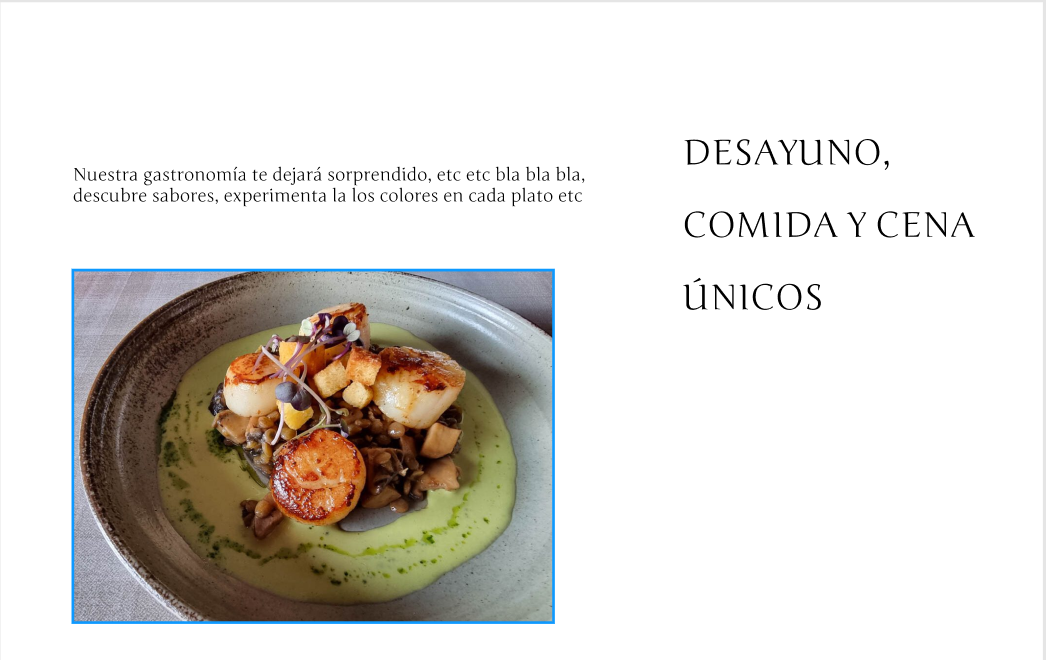 Nuestra gastronomía te dejará sorprendido, etc etc bla bla bla,
descubre sabores, experimenta la los colores en cada plato etc
DESAYUNO,
COMIDA Y CENA
ÚNICOS